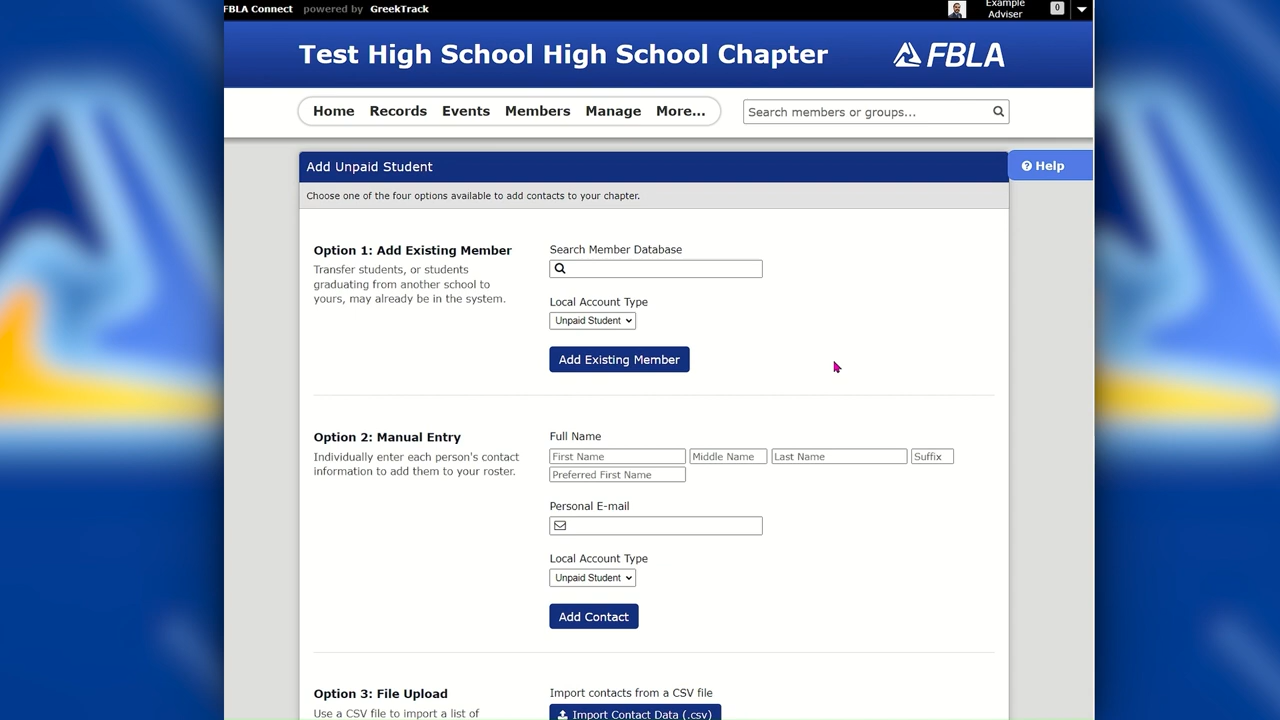 FBLA Connect powered by GreekTrack
Example Adviser
0
Test High School High School Chapter
FBLA
Home Records Events Members Manage More...
Search members or groups...
Add Unpaid Student
Help
Choose one of the four options available to add contacts to your chapter.
Option 1: Add Existing Member
Transfer students, or students
graduating from another school to
yours, may already be in the system.
Search Member Database
Local Account Type
Unpaid Student
Add Existing Member
Option 2: Manual Entry
Individually enter each person's contact
information to add them to your roster.
Full Name
First Name Middle Name Last Name Suffix
Preferred First Name
Personal E-mail
Local Account Type
Unpaid Student
Add Contact
Option 3: File Upload
Use a CSV file to import a list of
Import contacts from a CSV file
Import Contact Data (.csv)